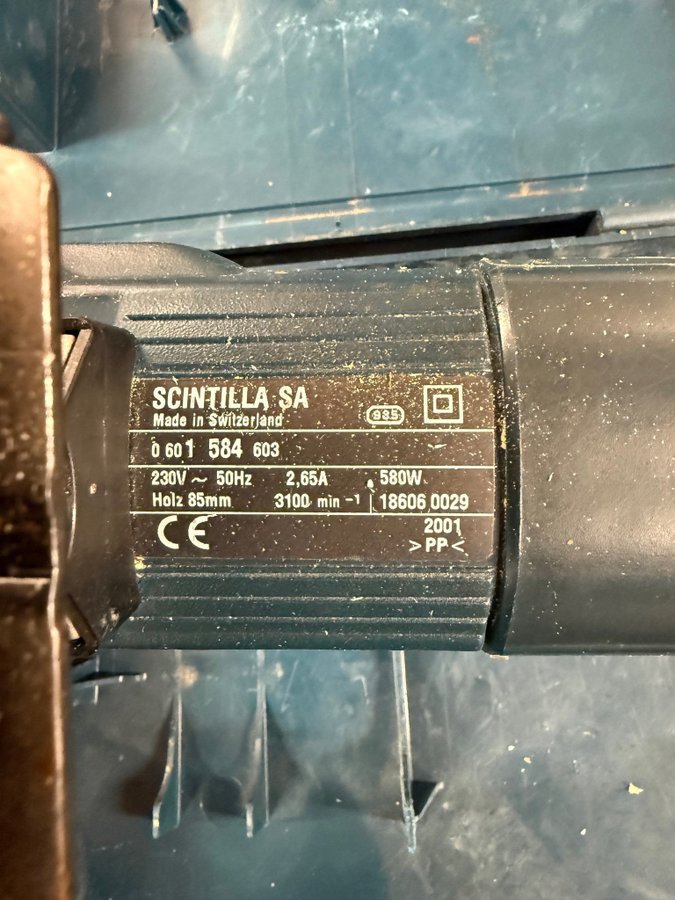 SCINTILLA SA
Made in Switzerland
985
0 601 584 603
230V ~ 50Hz 2,65A 580W
Holz 85mm 3100 min⁻¹ 18606 0029
CE 2001
>PP<